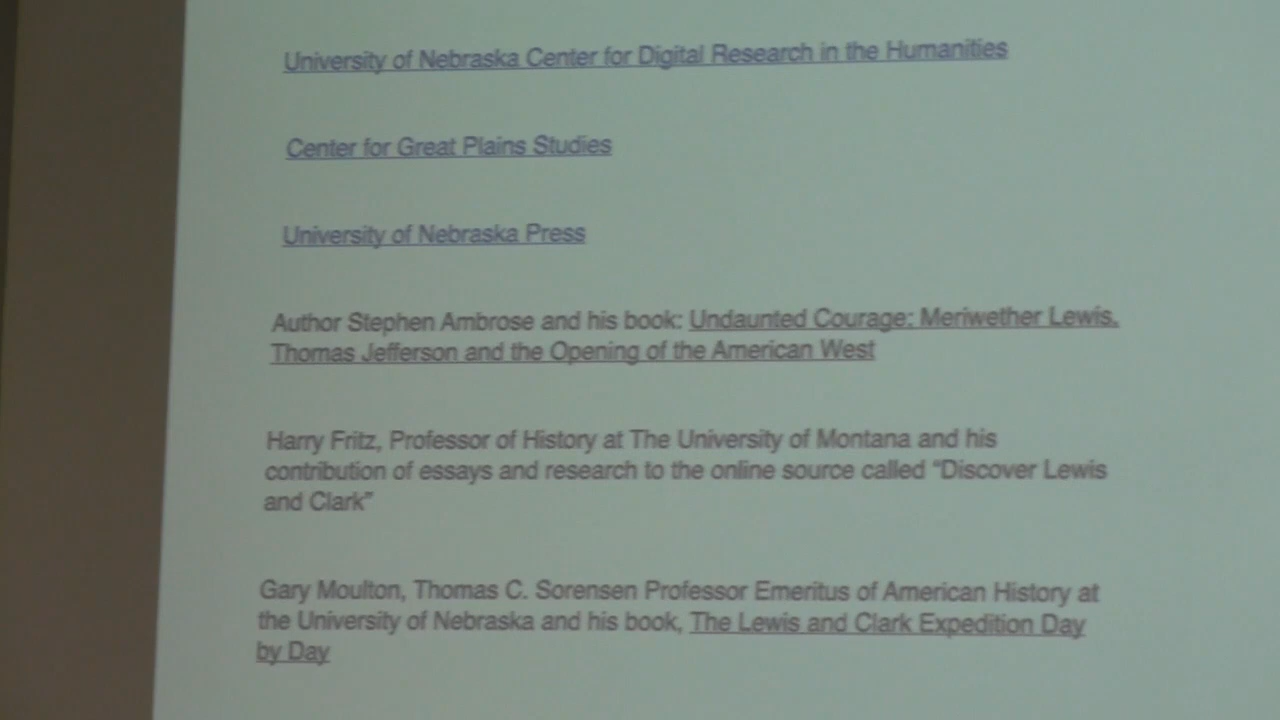 University of Nebraska Center for Digital Research in the Humanities
Center for Great Plains Studies
University of Nebraska Press
Author Stephen Ambrose and his book: Undaunted Courage: Meriwether Lewis,
Thomas Jefferson and the Opening of the American West
Harry Fritz, Professor of History at The University of Montana and his
contribution of essays and research to the online source called “Discover Lewis
and Clark”
Gary Moulton, Thomas C. Sorensen Professor Emeritus of American History at
the University of Nebraska and his book, The Lewis and Clark Expedition Day
by Day